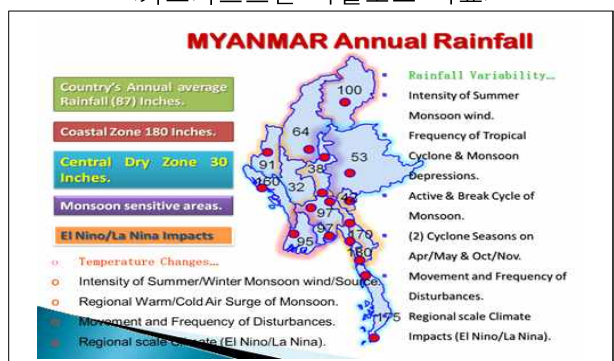 MYANMAR Annual Rainfall
Country's Annual average
Rainfall (87) Inches.
Coastal Zone 180 Inches.
Central Dry Zone 30
Inches.
Monsoon sensitive areas.
El Nino/La Nina Impacts
Temperature Changes...
Intensity of Summer/Winter Monsoon wind/Source.
Regional Warm/Cold Air Surge of Monsoon.
Movement and Frequency of Disturbances.
Regional scale Climate (El Nino/La Nina).
100
64
53
38
91
32
97
95
97
170
180
175
Rainfall Variability...
Intensity of Summer
Monsoon wind.
Frequency of Tropical
Cyclone & Monsoon
Depressions.
Active & Break Cycle of
Monsoon.
(2) Cyclone Seasons on
Apr/May & Oct/Nov.
Movement and Frequency of
Disturbances.
Regional scale Climate
Impacts (El Nino/La Nina).